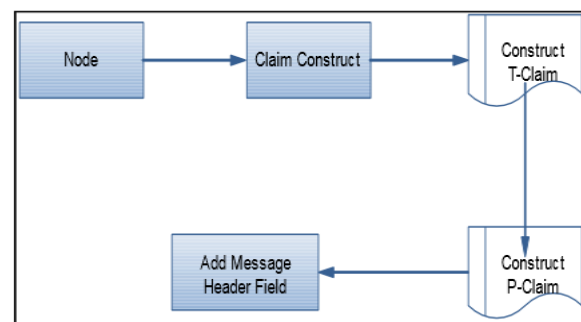 Node
Claim Construct
Construct
T-Claim
Construct
P-Claim
Add Message
Header Field